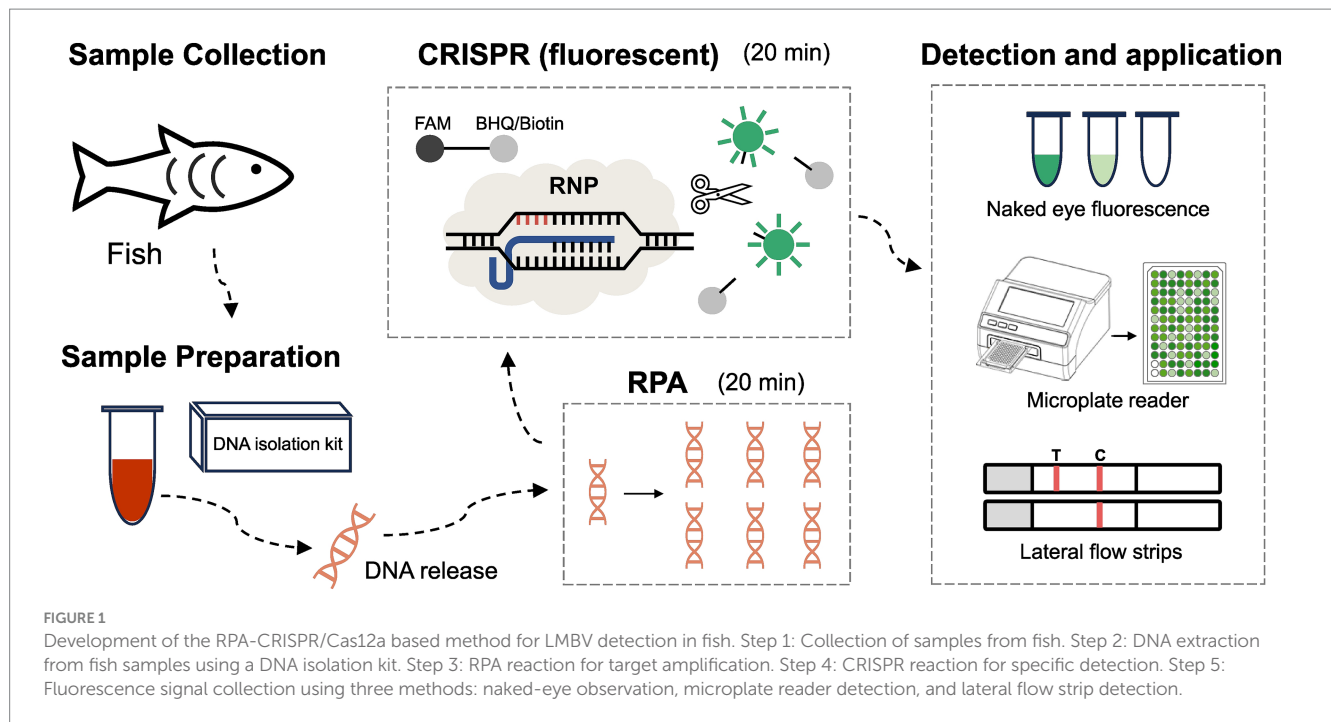 Sample Collection
Fish
Sample Preparation
DNA isolation kit
DNA release
RPA (20 min)
CRISPR (fluorescent) (20 min)
FAM BHQ/Biotin
RNP
Detection and application
Naked eye fluorescence
Microplate reader
T C
Lateral flow strips
FIGURE 1
Development of the RPA-CRISPR/Cas12a based method for LMBV detection in fish. Step 1: Collection of samples from fish. Step 2: DNA extraction
from fish samples using a DNA isolation kit. Step 3: RPA reaction for target amplification. Step 4: CRISPR reaction for specific detection. Step 5:
Fluorescence signal collection using three methods: naked-eye observation, microplate reader detection, and lateral flow strip detection.